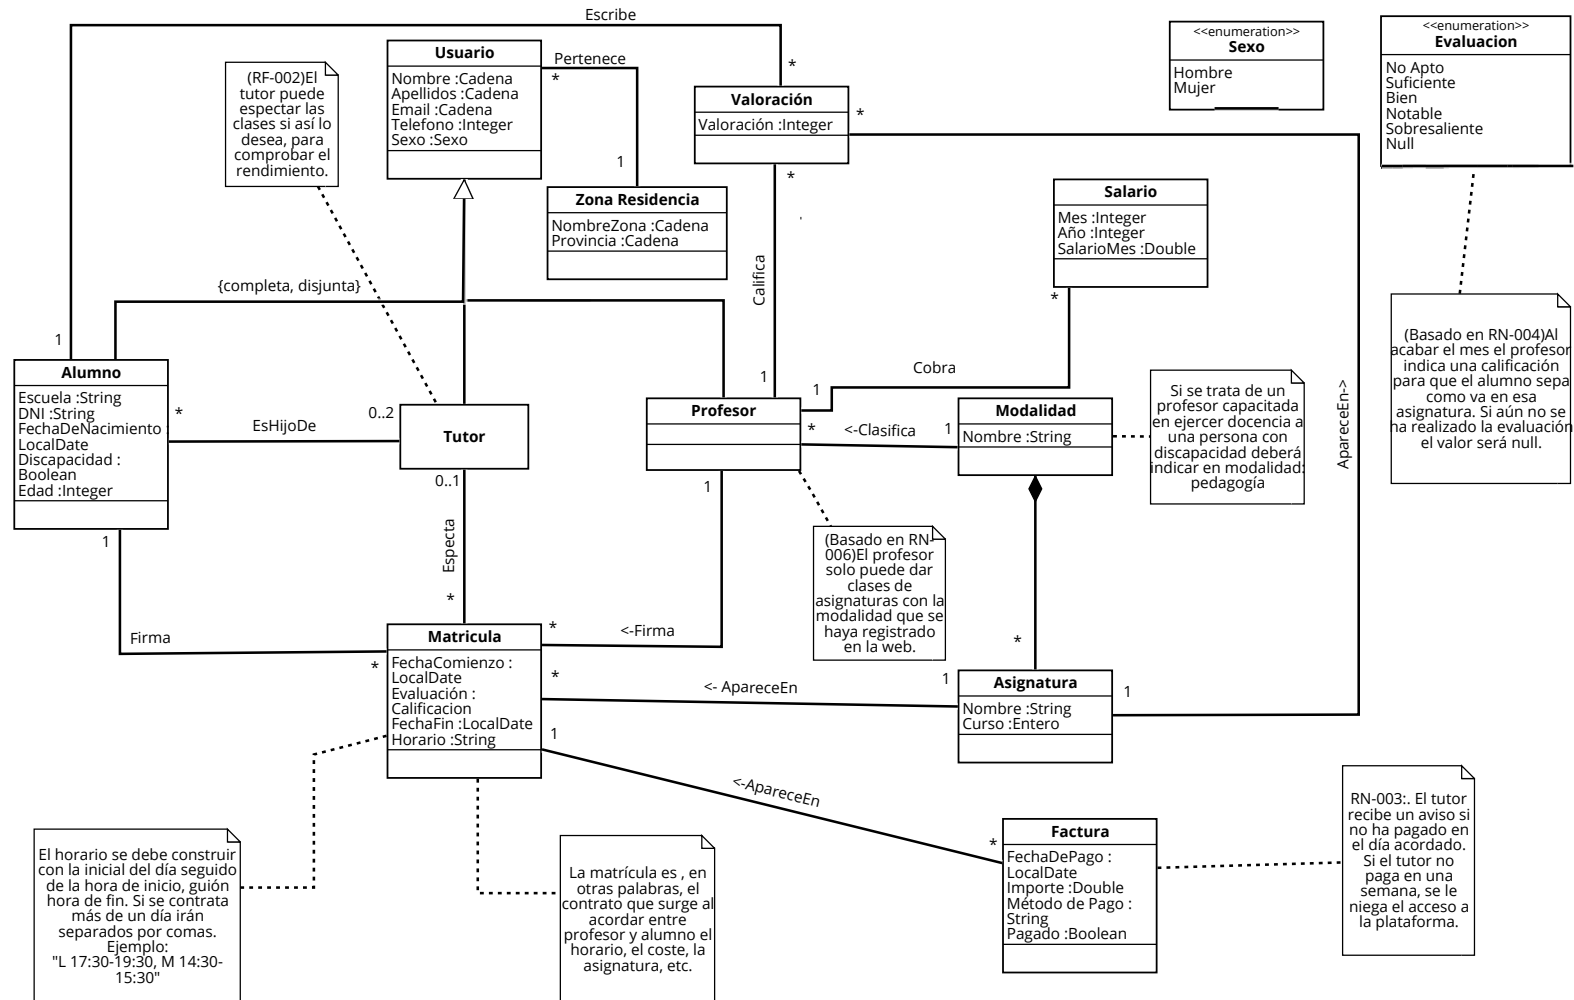 Escribe
<<enumeration>>
Sexo
Hombre
Mujer
<<enumeration>>
Evaluacion
No Apto
Suficiente
Bien
Notable
Sobresaliente
Null
(RF-002)El
tutor puede
espectar las
clases si así lo
desea, para
comprobar el
rendimiento.
Usuario
Nombre :Cadena
Apellidos :Cadena
Email :Cadena
Telefono :Integer
Sexo :Sexo
Pertenece
*
1
Zona Residencia
NombreZona :Cadena
Provincia :Cadena
*
Valoración
Valoración :Integer
*
*
Califica
1
Salario
Mes :Integer
Año :Integer
SalarioMes :Double
*
Cobra
1
{completa, disjunta}
1
Alumno
Escuela :String
DNI :String
FechaDeNacimiento :
LocalDate
Discapacidad :
Boolean
Edad :Integer
*
EsHijoDe
0..2
Tutor
0..1
Especta
*
Profesor
*
<-Clasifica
1
Modalidad
Nombre :String
Si se trata de un
profesor capacitada
en ejercer docencia a
una persona con
discapacidad deberá
indicar en modalidad:
pedagogía
ApareceEn->
(Basado en RN-004)Al
acabar el mes el profesor
indica una calificación
para que el alumno sepa
como va en esa
asignatura. Si aún no se
ha realizado la evaluación
el valor será null.
1
(Basado en RN-
006)El profesor
solo puede dar
clases de
asignaturas con la
modalidad que se
haya registrado
en la web.
1
Firma
*
*
<-Firma
Matricula
FechaComienzo :
LocalDate
Evaluación :
Calificacion
FechaFin :LocalDate
Horario :String
*
<- ApareceEn
1
*
Asignatura
Nombre :String
Curso :Entero
1
1
<-ApareceEn
*
Factura
FechaDePago :
LocalDate
Importe :Double
Método de Pago :
String
Pagado :Boolean
RN-003:. El tutor
recibe un aviso si
no ha pagado en
el día acordado.
Si el tutor no
paga en una
semana, se le
niega el acceso a
la plataforma.
El horario se debe construir
con la inicial del día seguido
de la hora de inicio, guión
hora de fin. Si se contrata
más de un día irán
separados por comas.
Ejemplo:
"L 17:30-19:30, M 14:30-
15:30"
La matrícula es , en
otras palabras, el
contrato que surge al
acordar entre
profesor y alumno el
horario, el coste, la
asignatura, etc.